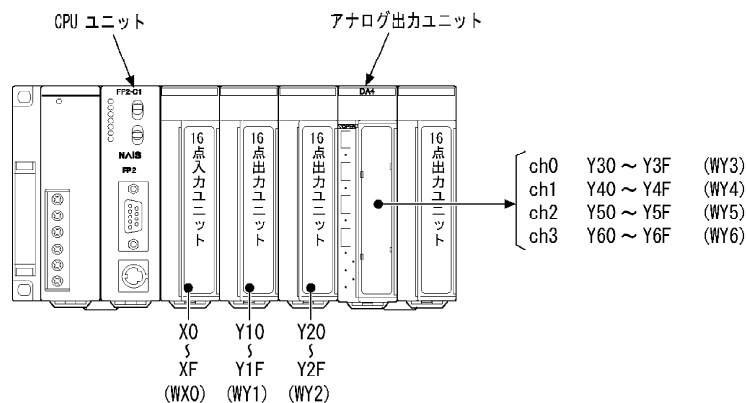 CPU ユニット
アナログ出力ユニット
FP2-C1
DA4
NAIS
FP2
16点入力ユニット
16点出力ユニット
16点出力ユニット
16点出力ユニット
ch0 Y30～Y3F (WY3)
ch1 Y40～Y4F (WY4)
ch2 Y50～Y5F (WY5)
ch3 Y60～Y6F (WY6)
X0 Y10 Y20
～ ～ ～
XF Y1F Y2F
(WX0) (WY1) (WY2)